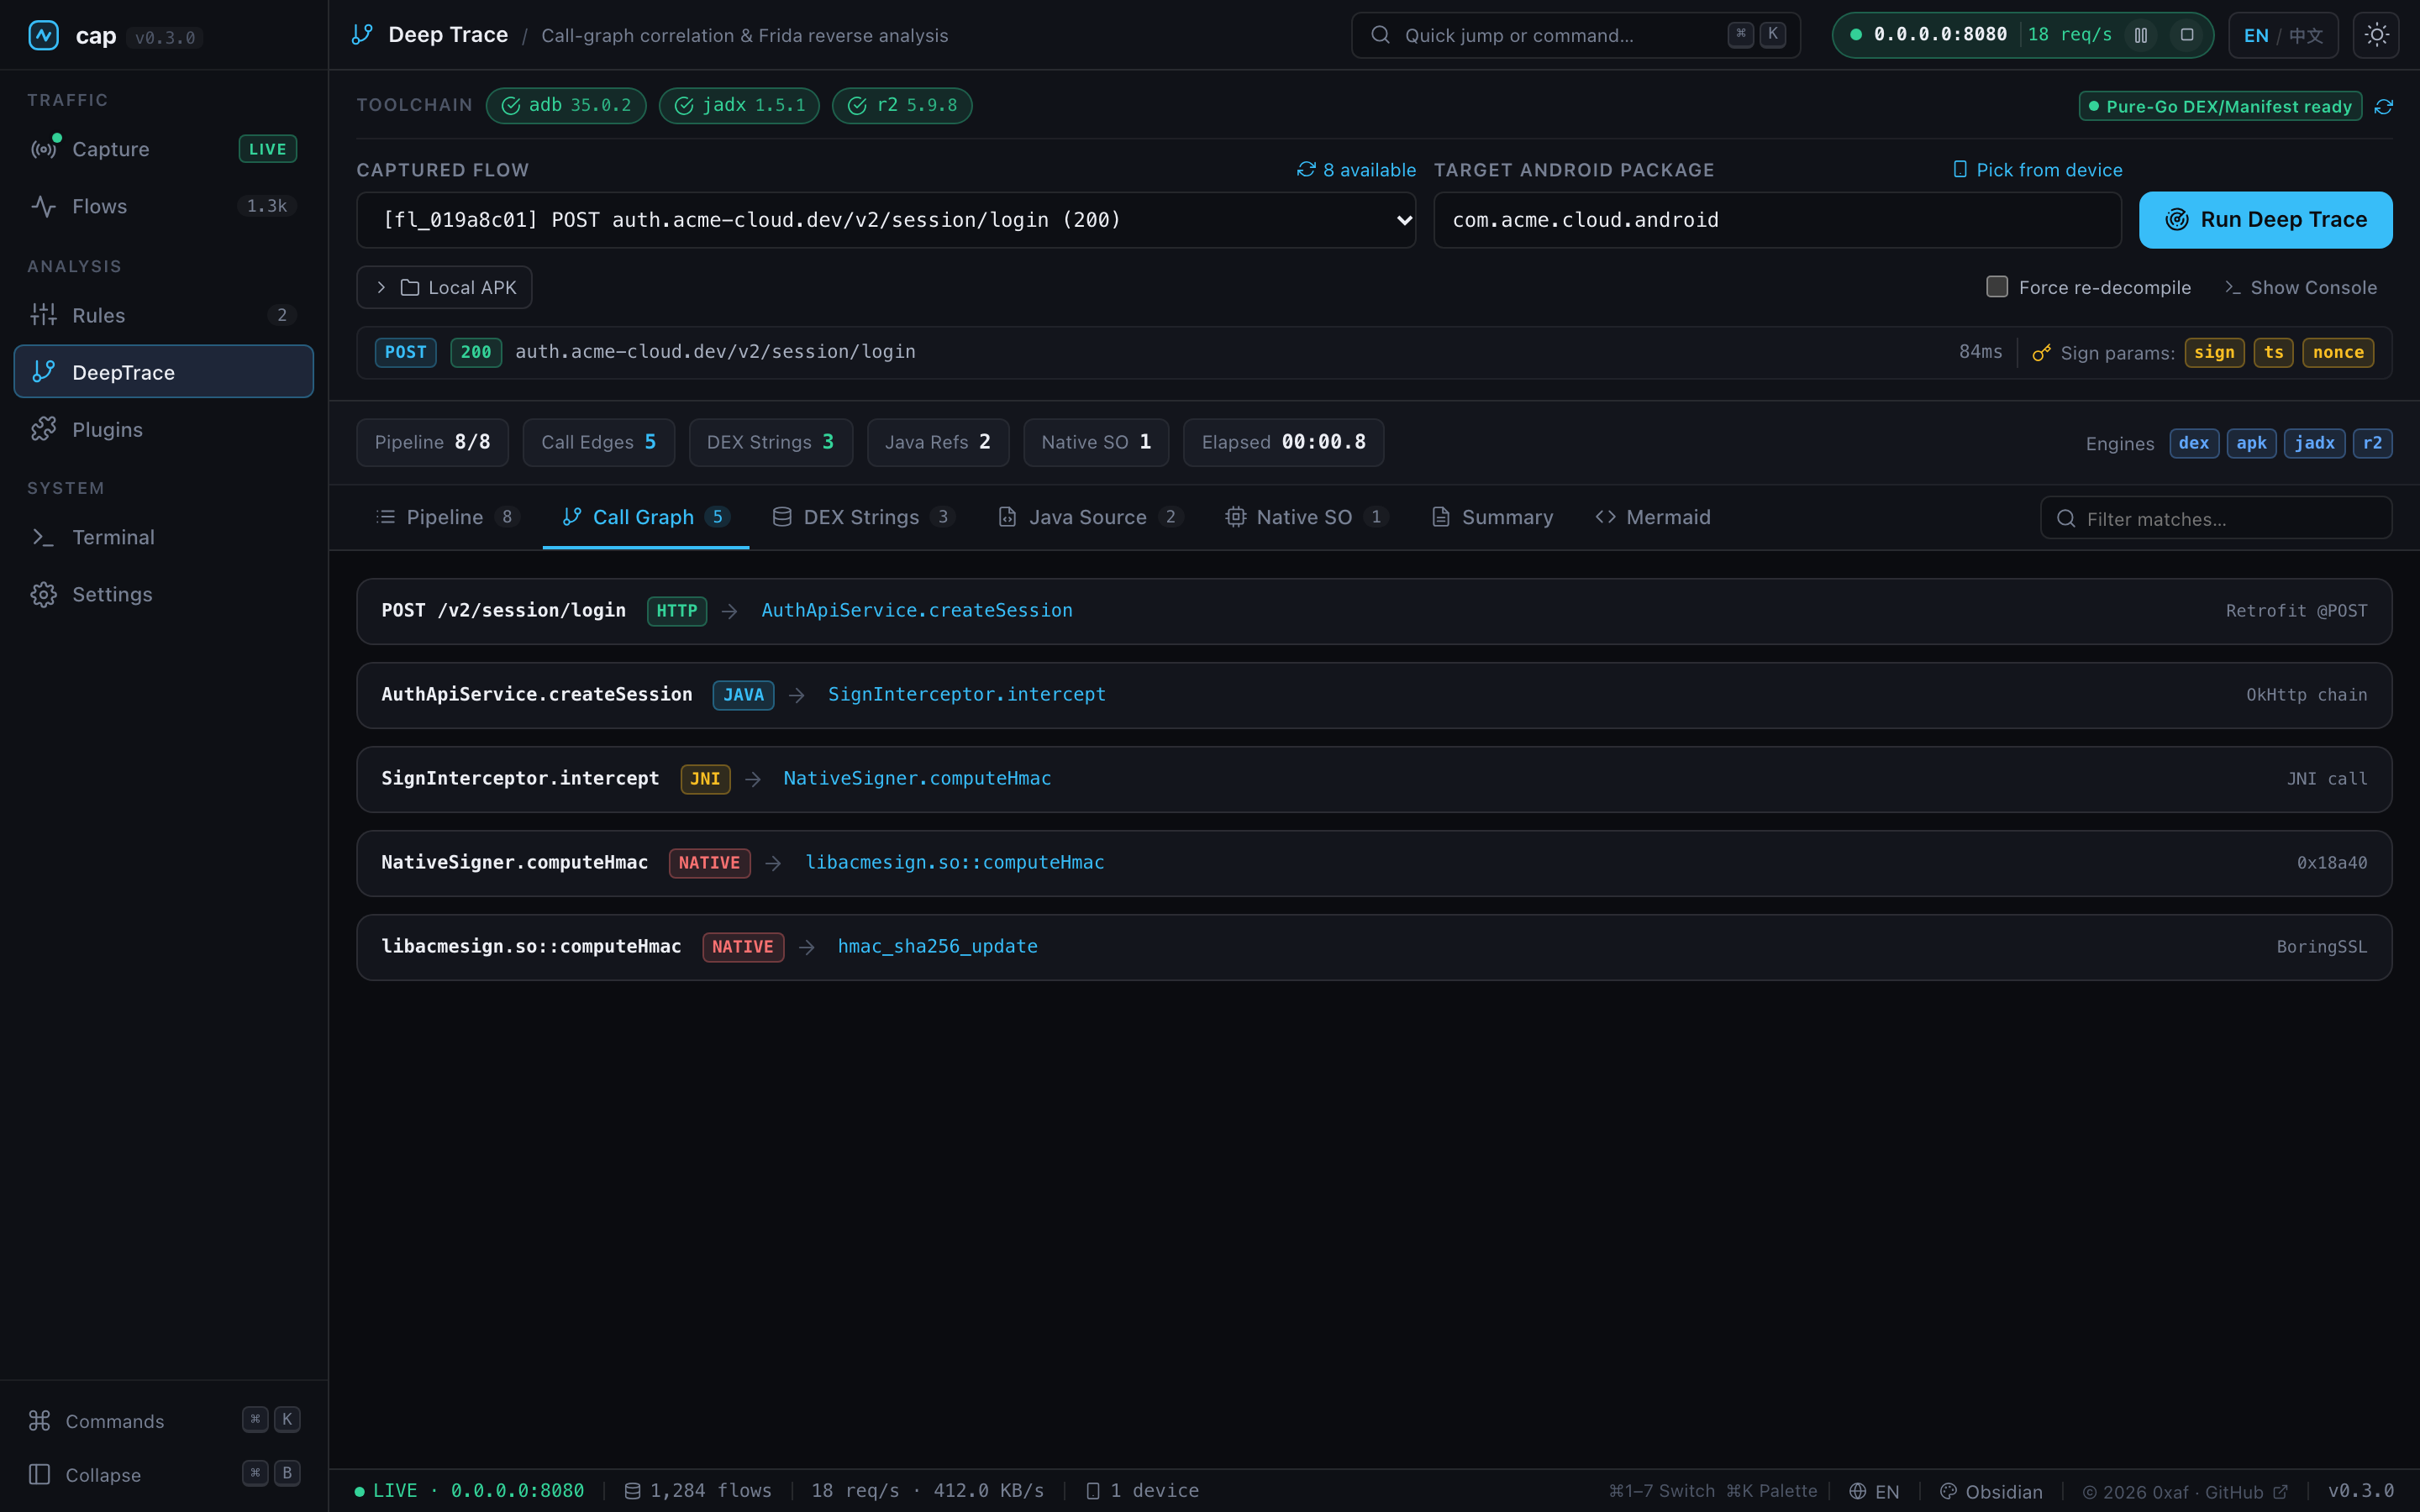 cap v0.3.0
TRAFFIC
Capture LIVE
Flows 1.3k
ANALYSIS
Rules 2
DeepTrace
Plugins
SYSTEM
Terminal
Settings
Commands ⌘ K
Collapse ⌘ B
Deep Trace / Call-graph correlation & Frida reverse analysis
Quick jump or command... ⌘ K
0.0.0.0:8080 18 req/s
EN / 中文
TOOLCHAIN adb 35.0.2 jadx 1.5.1 r2 5.9.8
Pure-Go DEX/Manifest ready
CAPTURED FLOW 8 available
TARGET ANDROID PACKAGE Pick from device
[fl_019a8c01] POST auth.acme-cloud.dev/v2/session/login (200)
com.acme.cloud.android
Run Deep Trace
Local APK
Force re-decompile
>_ Show Console
POST 200 auth.acme-cloud.dev/v2/session/login
84ms Sign params: sign ts nonce
Pipeline 8/8 Call Edges 5 DEX Strings 3 Java Refs 2 Native SO 1 Elapsed 00:00.8
Engines dex apk jadx r2
Pipeline 8 Call Graph 5 DEX Strings 3 Java Source 2 Native SO 1 Summary Mermaid
Filter matches...
POST /v2/session/login HTTP → AuthApiService.createSession Retrofit @POST
AuthApiService.createSession JAVA → SignInterceptor.intercept OkHttp chain
SignInterceptor.intercept JNI → NativeSigner.computeHmac JNI call
NativeSigner.computeHmac NATIVE → libacmesign.so::computeHmac 0x18a40
libacmesign.so::computeHmac NATIVE → hmac_sha256_update BoringSSL
LIVE · 0.0.0.0:8080 1,284 flows 18 req/s · 412.0 KB/s 1 device
⌘1–7 Switch ⌘K Palette EN Obsidian © 2026 0xaf · GitHub v0.3.0